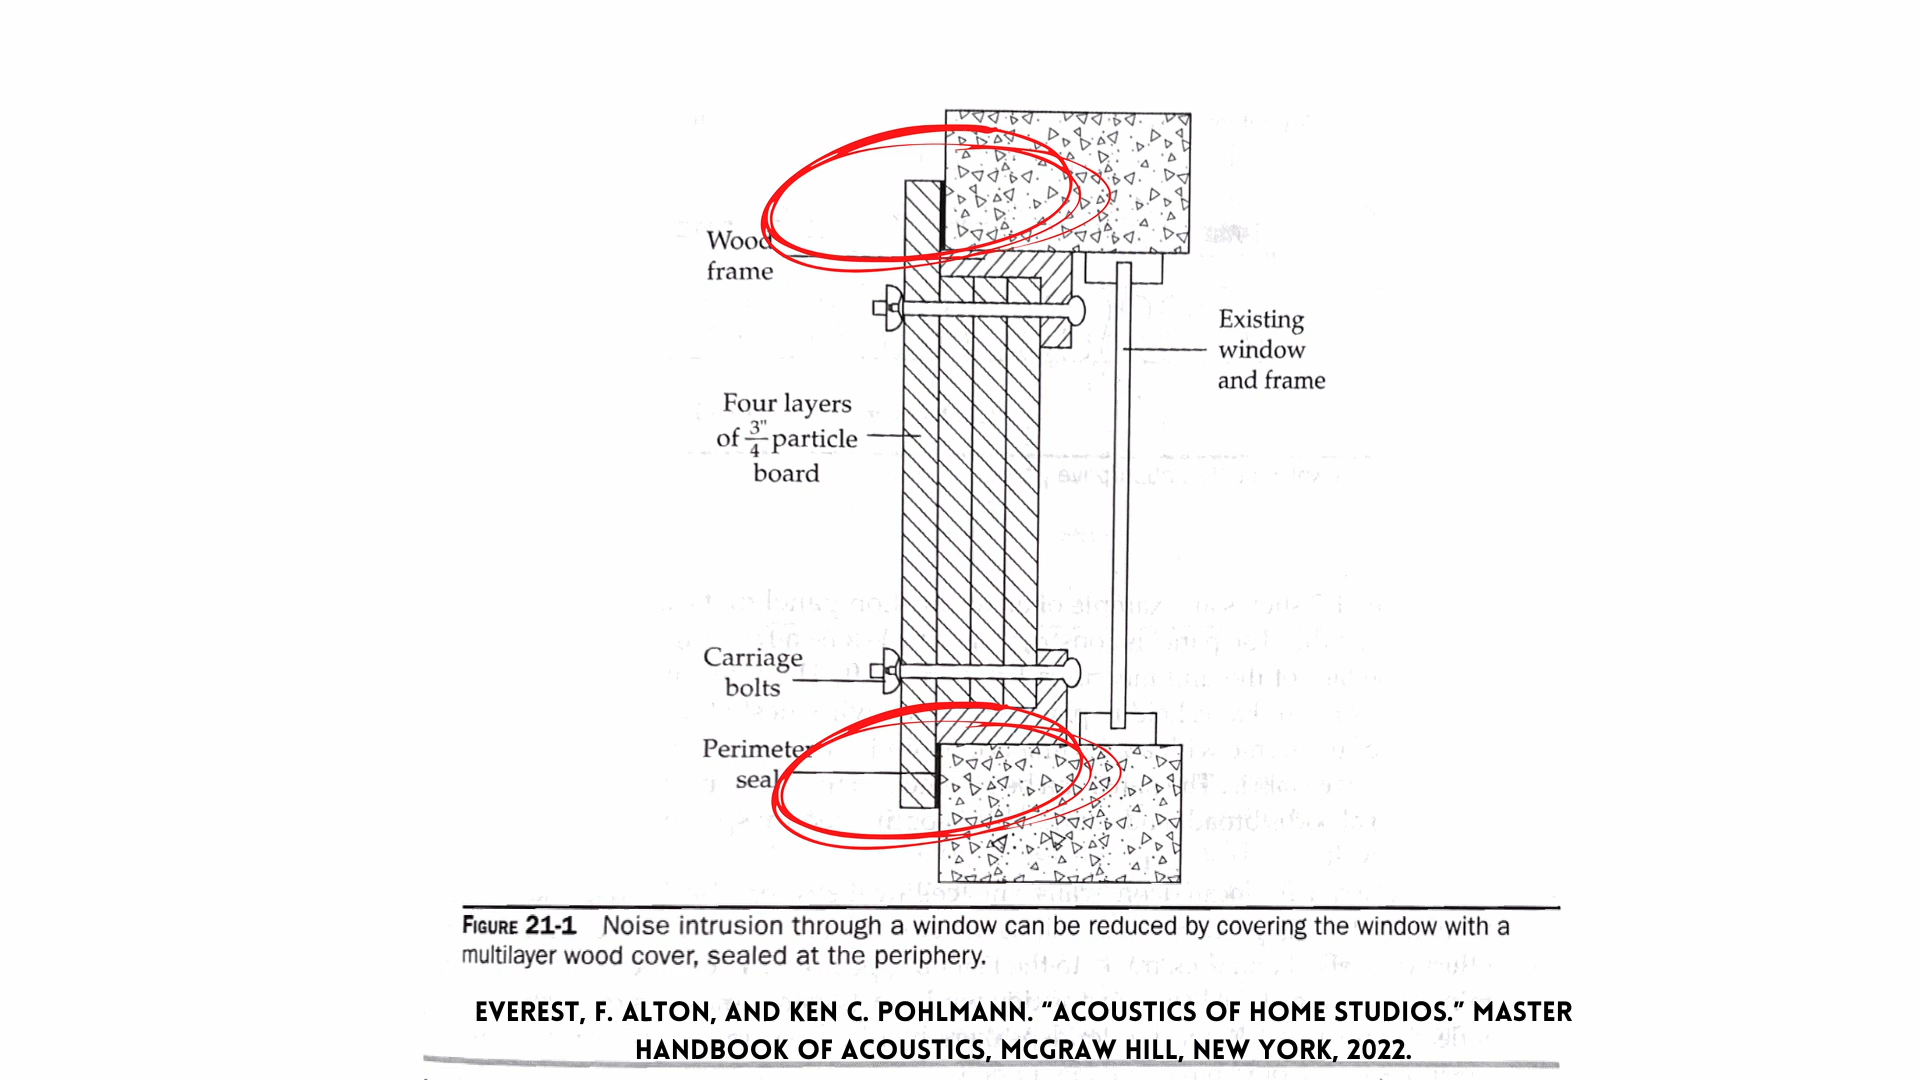 Wood
frame
Existing
window
and frame
Four layers
of 3/4" particle
board
Carriage
bolts
Perimeter
seal
FIGURE 21-1 Noise intrusion through a window can be reduced by covering the window with a
multilayer wood cover, sealed at the periphery.
EVEREST, F. ALTON, AND KEN C. POHLMANN. “ACOUSTICS OF HOME STUDIOS.” MASTER
HANDBOOK OF ACOUSTICS, MCGRAW HILL, NEW YORK, 2022.